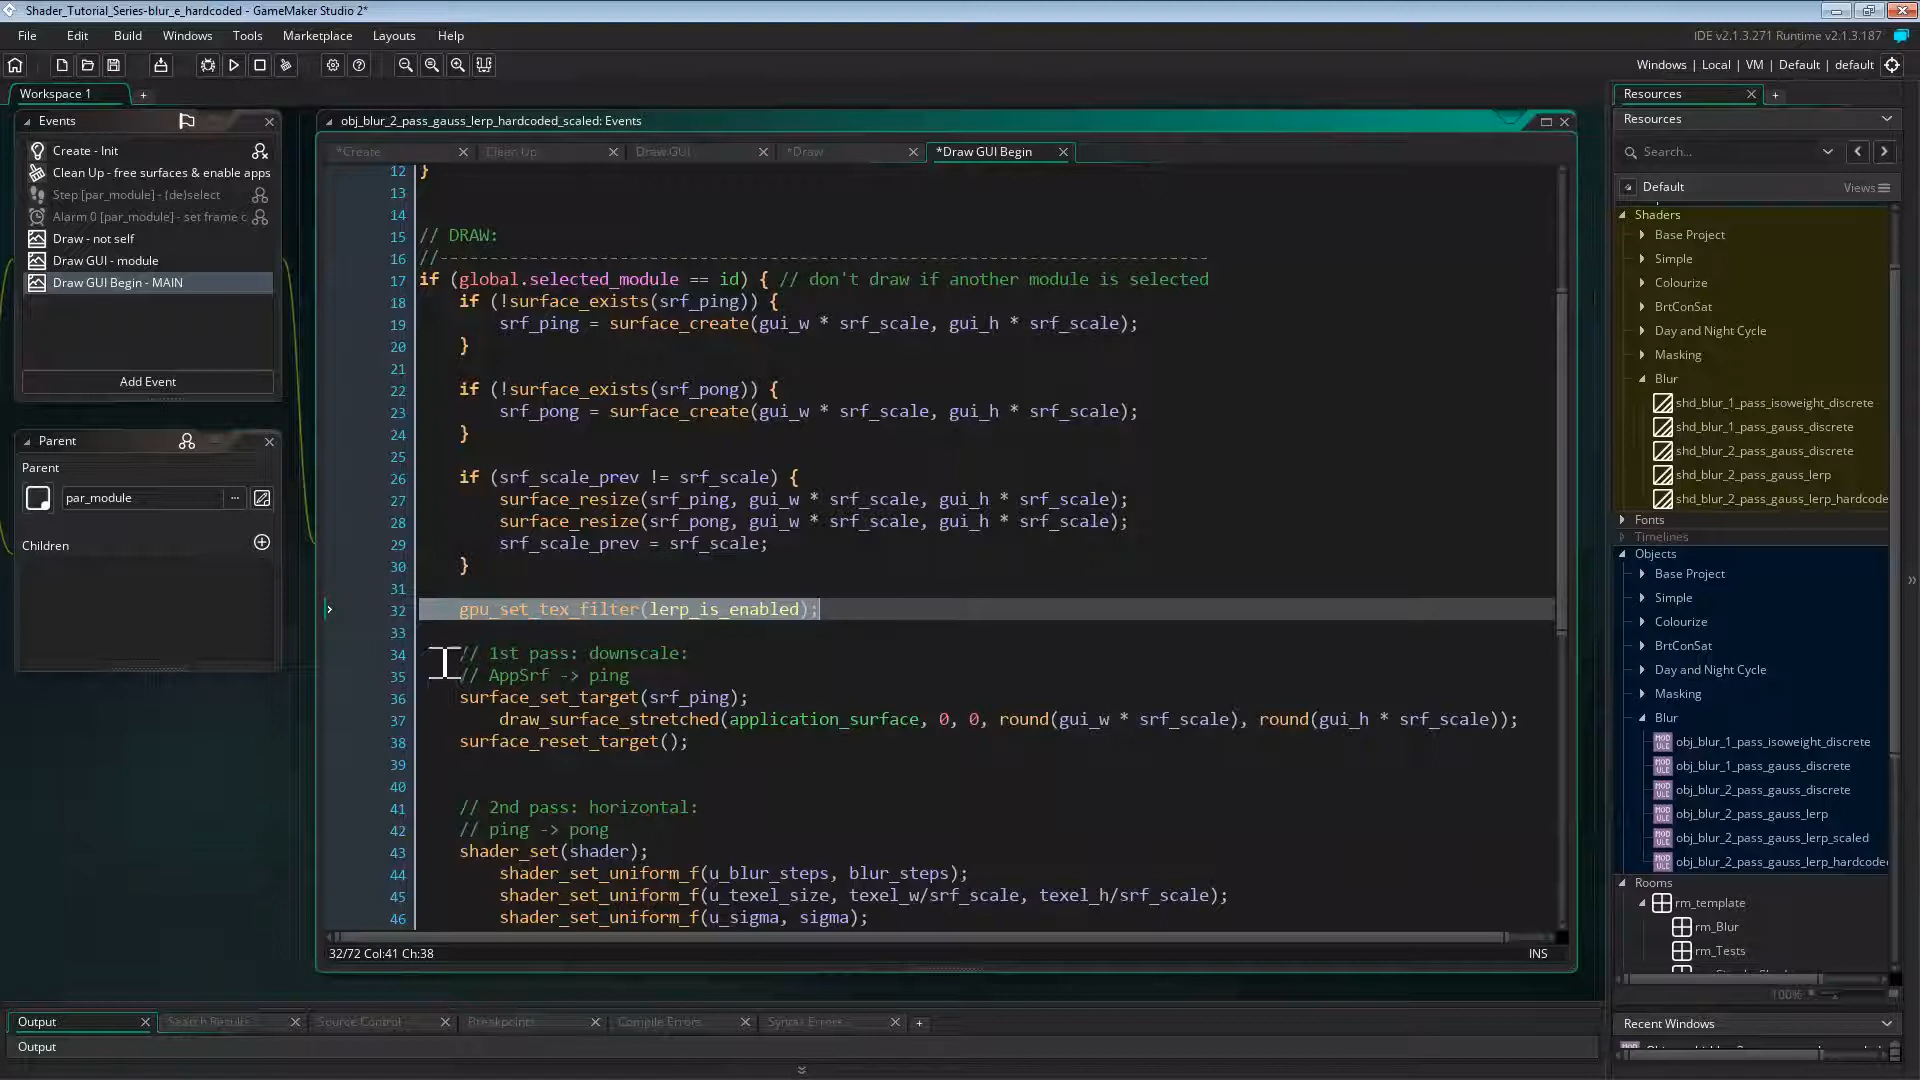 Shader_Tutorial_Series-blur_e_hardcoded - GameMaker Studio 2*
File Edit Build Windows Tools Marketplace Layouts Help
IDE v2.1.3.271 Runtime v2.1.3.187
Windows | Local | VM | Default | default
Workspace 1
Events
Create - Init
Clean Up - free surfaces & enable apps
Step [par_module] - (de)select
Alarm 0 [par_module] - set frame c
Draw - not self
Draw GUI - module
Draw GUI Begin - MAIN
Add Event
Parent
Parent
par_module
...
Children
obj_blur_2_pass_gauss_lerp_hardcoded_scaled: Events
*Create
Clean Up
Draw GUI
*Draw
*Draw GUI Begin
12 }
13
14
15 // DRAW:
16 //-----------------------------------------------------------------------------
17 if (global.selected_module == id) { // don't draw if another module is selected
18 if (!surface_exists(srf_ping)) {
19 srf_ping = surface_create(gui_w * srf_scale, gui_h * srf_scale);
20 }
21
22 if (!surface_exists(srf_pong)) {
23 srf_pong = surface_create(gui_w * srf_scale, gui_h * srf_scale);
24 }
25
26 if (srf_scale_prev != srf_scale) {
27 surface_resize(srf_ping, gui_w * srf_scale, gui_h * srf_scale);
28 surface_resize(srf_pong, gui_w * srf_scale, gui_h * srf_scale);
29 srf_scale_prev = srf_scale;
30 }
31
32 gpu_set_tex_filter(lerp_is_enabled);
33
34 // 1st pass: downscale:
35 // AppSrf -> ping
36 surface_set_target(srf_ping);
37 draw_surface_stretched(application_surface, 0, 0, round(gui_w * srf_scale), round(gui_h * srf_scale));
38 surface_reset_target();
39
40
41 // 2nd pass: horizontal:
42 // ping -> pong
43 shader_set(shader);
44 shader_set_uniform_f(u_blur_steps, blur_steps);
45 shader_set_uniform_f(u_texel_size, texel_w/srf_scale, texel_h/srf_scale);
46 shader_set_uniform_f(u_sigma, sigma);
32/72 Col:41 Ch:38
INS
Resources
Resources
Search...
Default
Views
Shaders
Base Project
Simple
Colourize
BrtConSat
Day and Night Cycle
Masking
Blur
shd_blur_1_pass_isoweight_discrete
shd_blur_1_pass_gauss_discrete
shd_blur_2_pass_gauss_discrete
shd_blur_2_pass_gauss_lerp
shd_blur_2_pass_gauss_lerp_hardcode
Fonts
Timelines
Objects
Base Project
Simple
Colourize
BrtConSat
Day and Night Cycle
Masking
Blur
MOD
ULE
obj_blur_1_pass_isoweight_discrete
MOD
ULE
obj_blur_1_pass_gauss_discrete
MOD
ULE
obj_blur_2_pass_gauss_discrete
MOD
ULE
obj_blur_2_pass_gauss_lerp
MOD
ULE
obj_blur_2_pass_gauss_lerp_scaled
MOD
ULE
obj_blur_2_pass_gauss_lerp_hardcoded
Rooms
rm_template
rm_Blur
rm_Tests
100%
Recent Windows
Output
Search Results
Source Control
Breakpoints
Compile Errors
Syntax Errors
Output